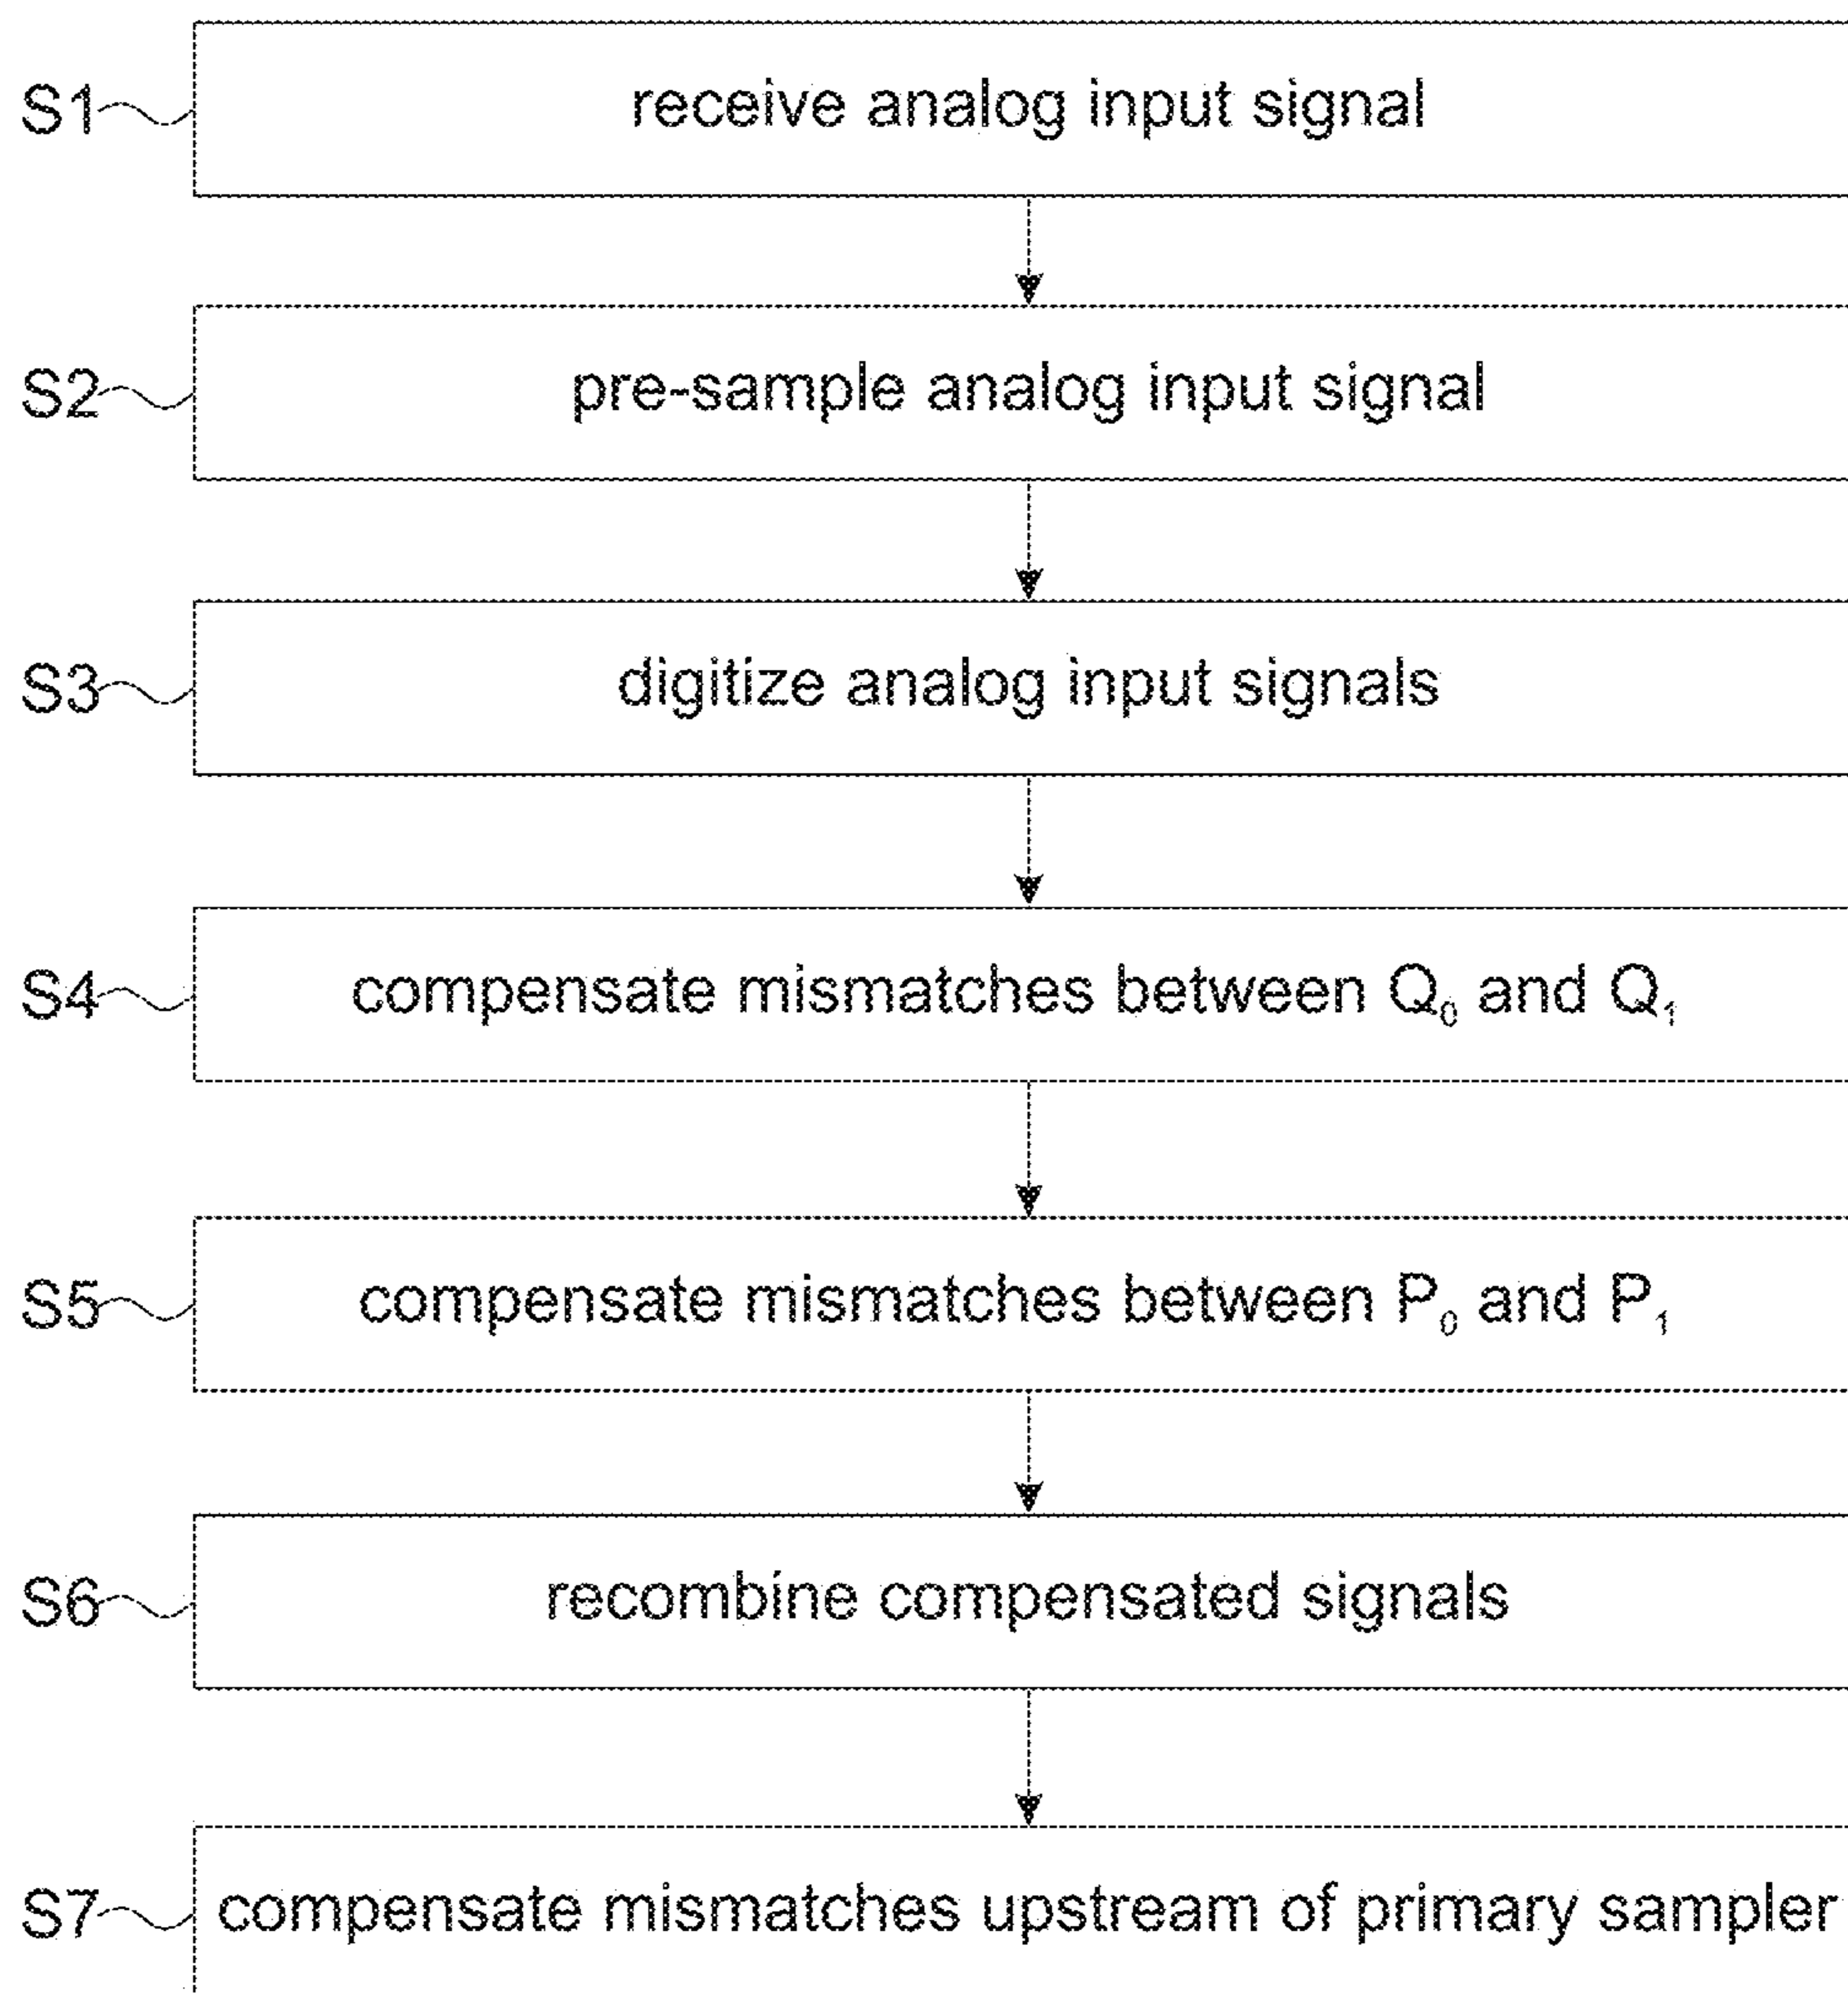 S1 receive analog input signal
S2 pre-sample analog input signal
S3 digitize analog input signals
S4 compensate mismatches between Q₀ and Q₁
S5 compensate mismatches between P₀ and P₁
S6 recombine compensated signals
S7 compensate mismatches upstream of primary sampler